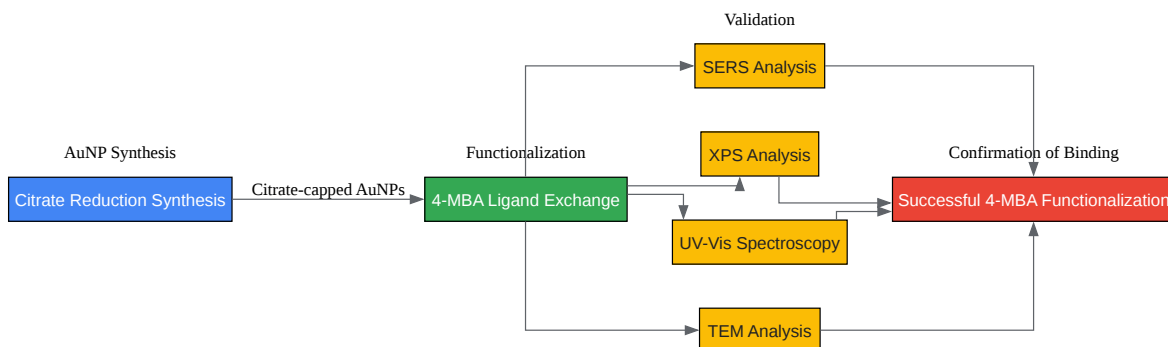 Validation
SERS Analysis
AuNP Synthesis
Functionalization
XPS Analysis
Confirmation of Binding
Citrate Reduction Synthesis
Citrate-capped AuNPs
4-MBA Ligand Exchange
Successful 4-MBA Functionalization
UV-Vis Spectroscopy
TEM Analysis